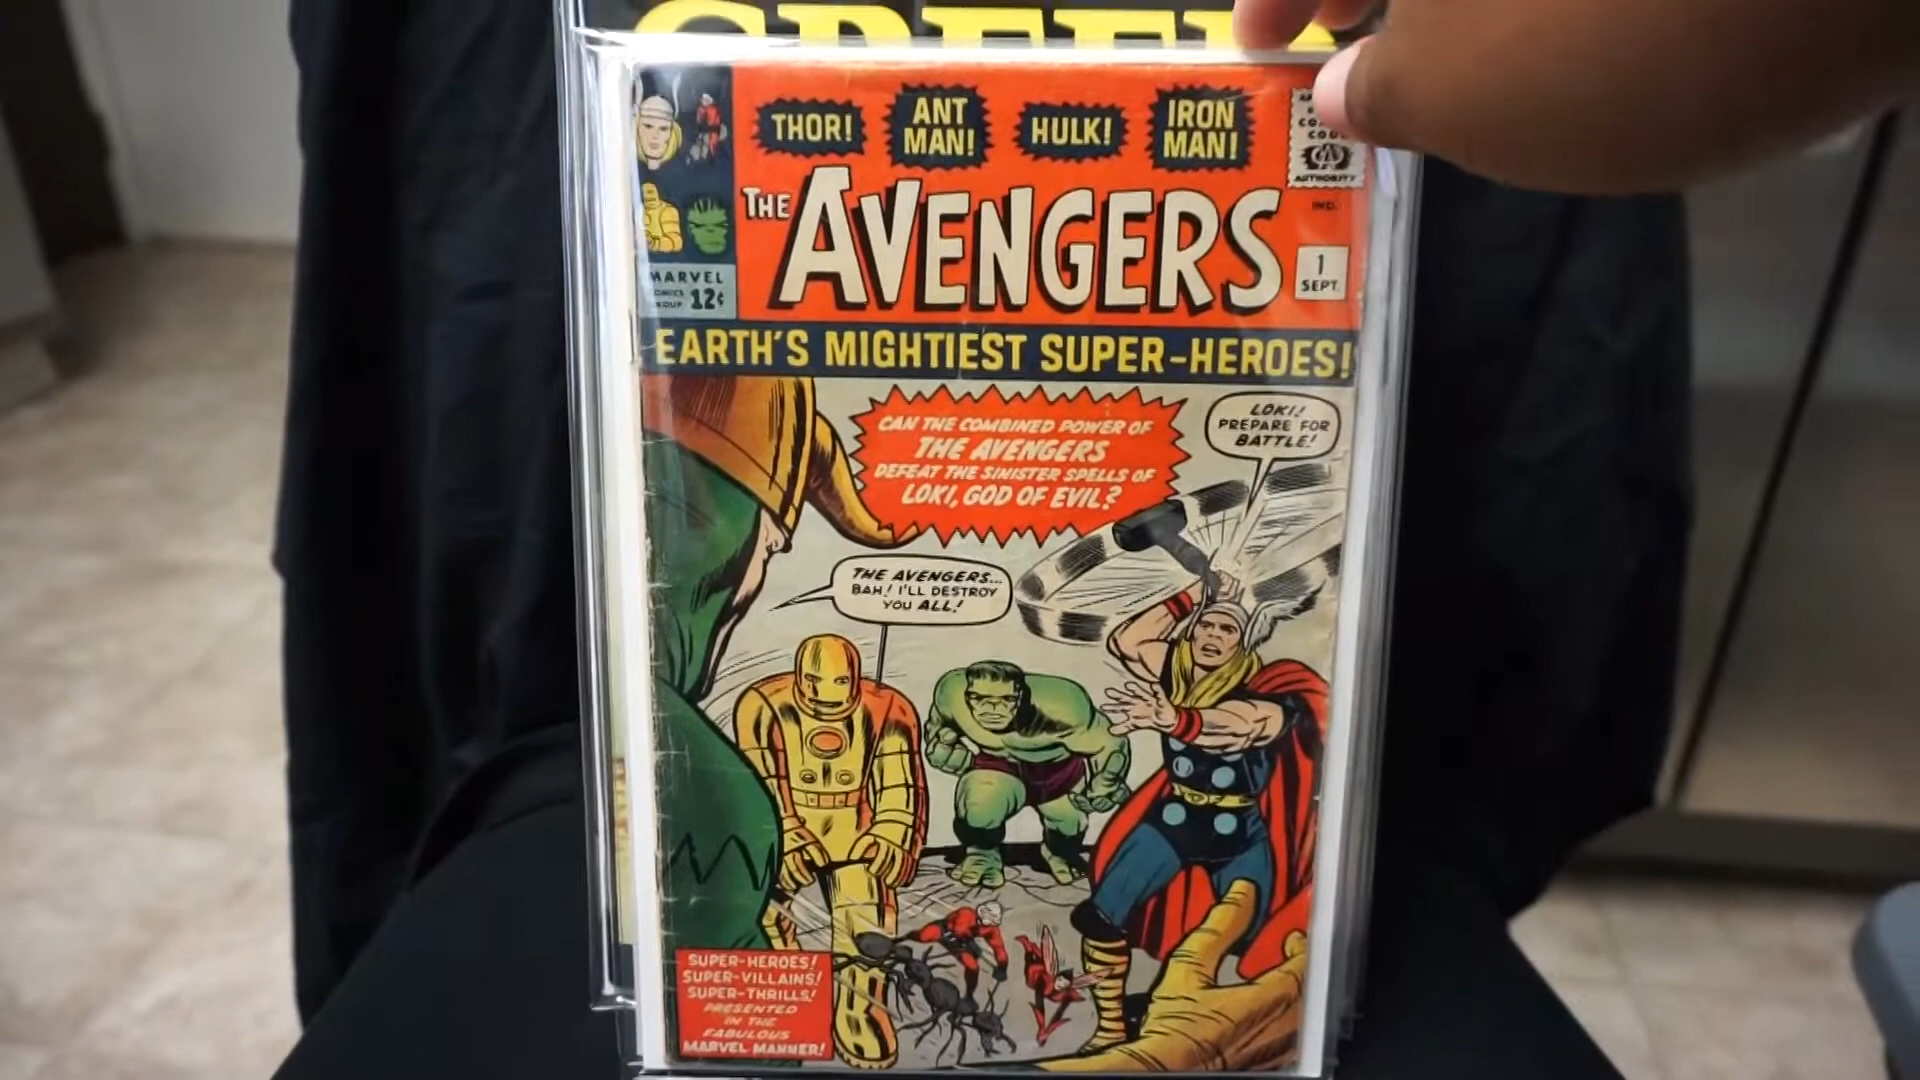 THOR!
ANT
MAN!
HULK!
IRON
MAN!
CODE
AUTHORITY
IND.
THE AVENGERS
1
SEPT.
MARVEL
COMICS
12¢
EARTH'S MIGHTIEST SUPER-HEROES!
CAN THE COMBINED POWER OF
THE AVENGERS
DEFEAT THE SINISTER SPELLS OF
LOKI, GOD OF EVIL?
LOKI!
PREPARE FOR
BATTLE!
THE AVENGERS...
BAH! I'LL DESTROY
YOU ALL!
SUPER-HEROES!
SUPER-VILLAINS!
SUPER-THRILLS!
PRESENTED
IN THE
FABULOUS
MARVEL MANNER!